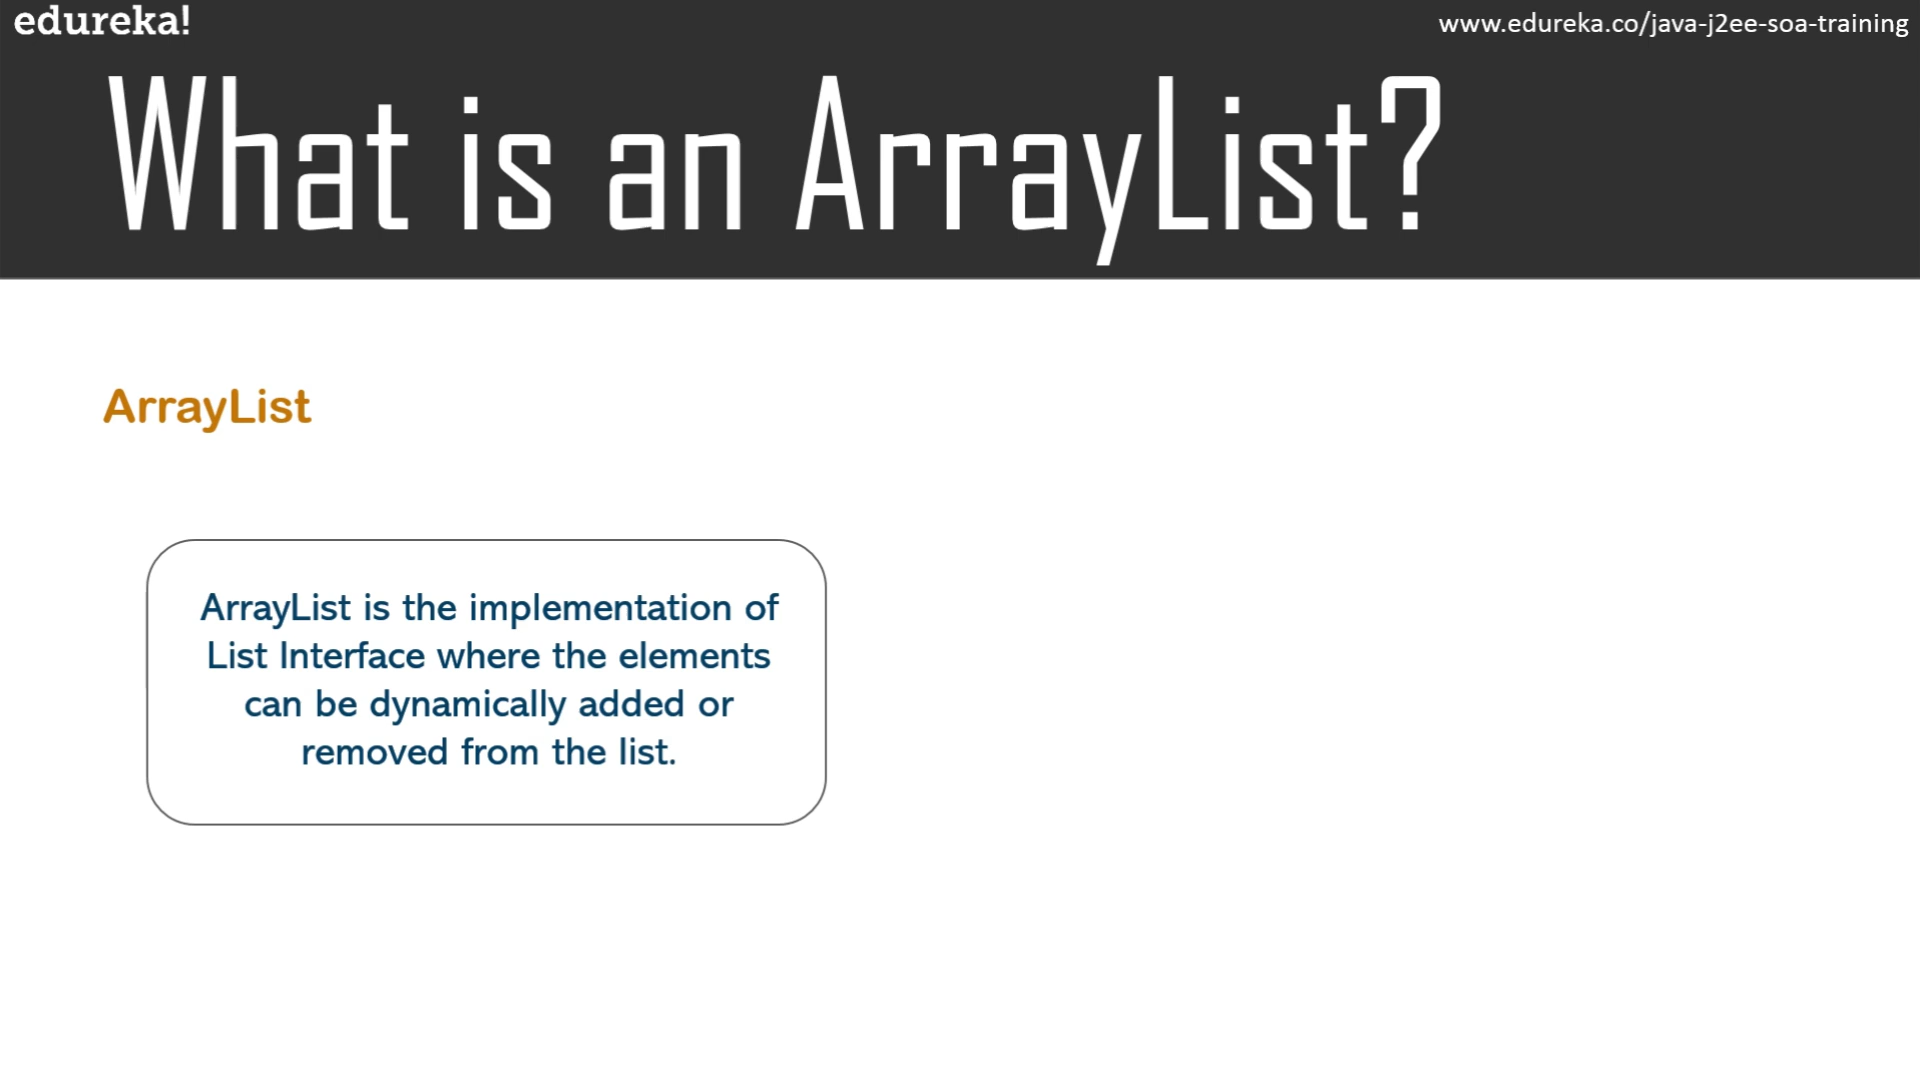 edureka!
www.edureka.co/java-j2ee-soa-training
What is an ArrayList?
ArrayList
ArrayList is the implementation of
List Interface where the elements
can be dynamically added or
removed from the list.